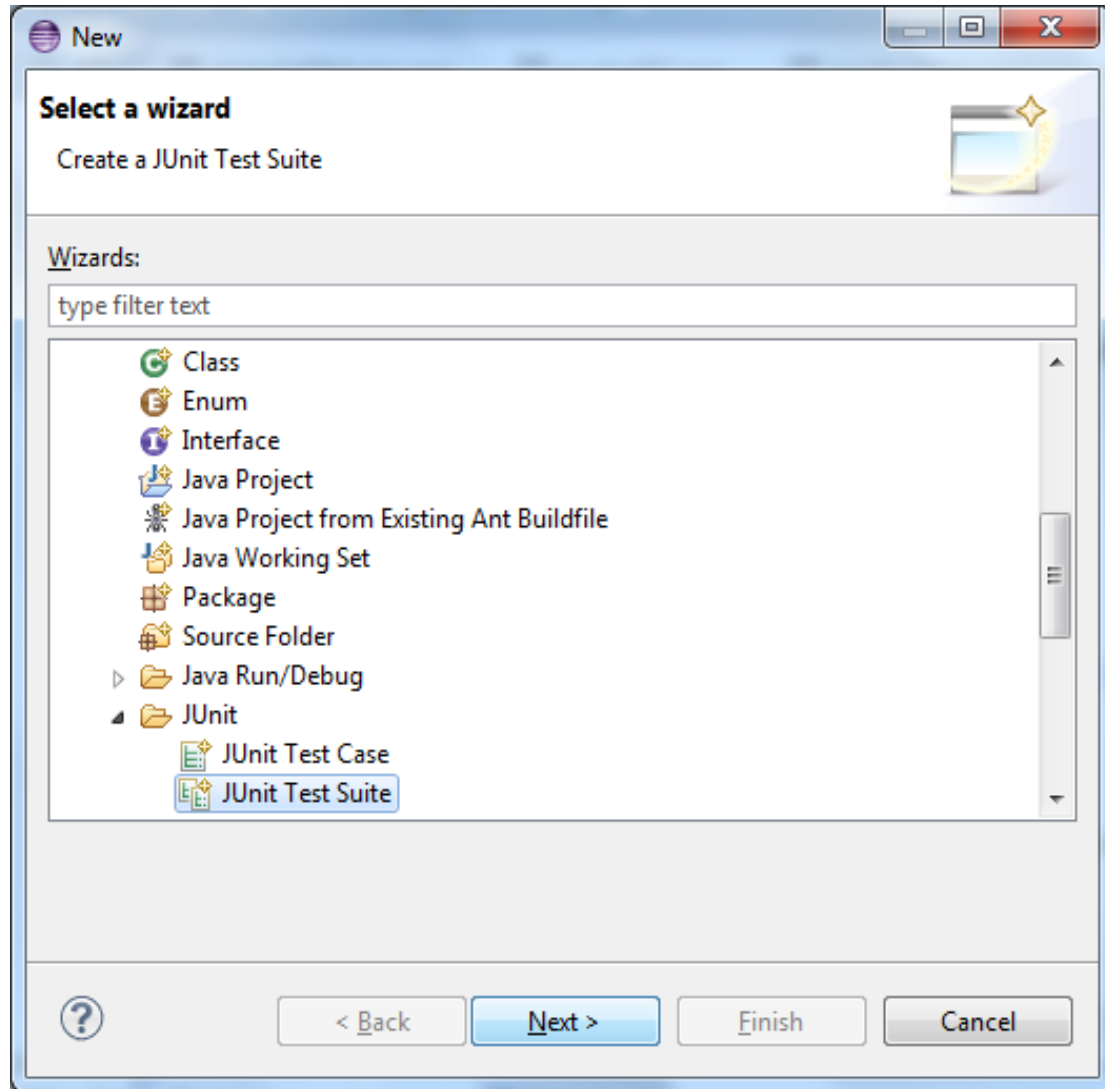 New
Select a wizard
Create a JUnit Test Suite
Wizards:
type filter text
Class
Enum
Interface
Java Project
Java Project from Existing Ant Buildfile
Java Working Set
Package
Source Folder
Java Run/Debug
JUnit
JUnit Test Case
JUnit Test Suite
? < Back Next > Finish Cancel